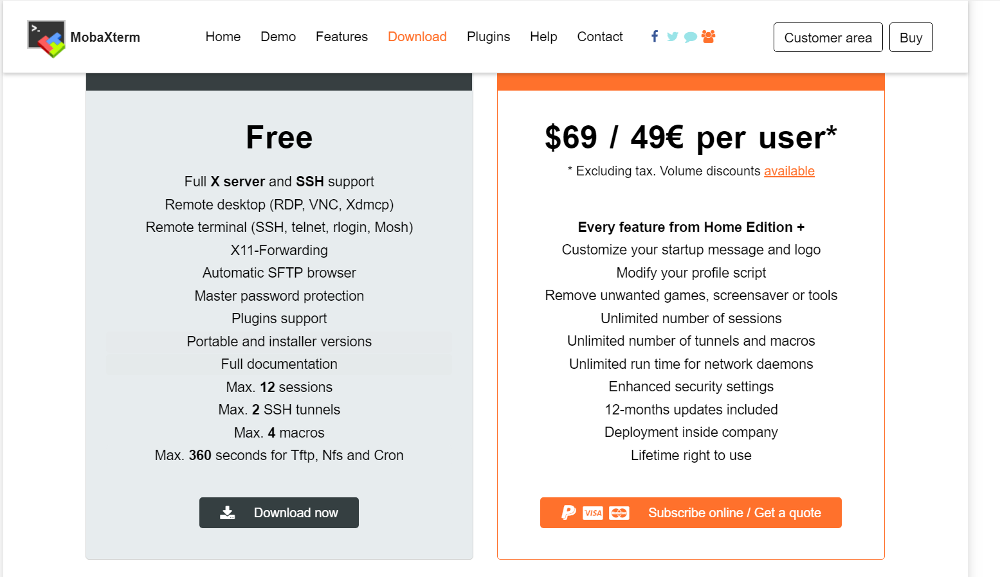 MobaXterm
Home Demo Features Download Plugins Help Contact
Customer area Buy
Free
Full X server and SSH support
Remote desktop (RDP, VNC, Xdmcp)
Remote terminal (SSH, telnet, rlogin, Mosh)
X11-Forwarding
Automatic SFTP browser
Master password protection
Plugins support
Portable and installer versions
Full documentation
Max. 12 sessions
Max. 2 SSH tunnels
Max. 4 macros
Max. 360 seconds for Tftp, Nfs and Cron
Download now
$69 / 49€ per user*
* Excluding tax. Volume discounts available
Every feature from Home Edition +
Customize your startup message and logo
Modify your profile script
Remove unwanted games, screensaver or tools
Unlimited number of sessions
Unlimited number of tunnels and macros
Unlimited run time for network daemons
Enhanced security settings
12-months updates included
Deployment inside company
Lifetime right to use
VISA Subscribe online / Get a quote